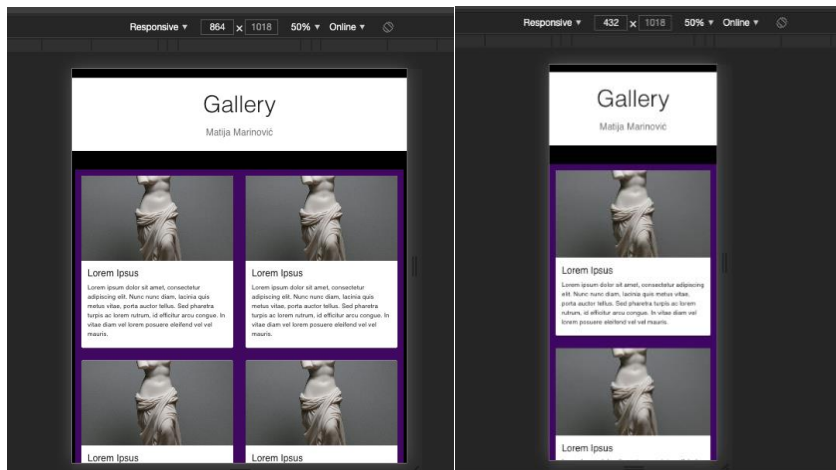 Responsive ▼ 864 x 1018 50% ▼ Online ▼
Gallery
Matija Marinović
Lorem Ipsus
Lorem ipsum dolor sit amet, consectetur
adipiscing elit. Nunc nunc diam, lacinia quis
metus vitae, porta auctor tellus. Sed pharetra
turpis ac lorem rutrum, id efficitur arcu congue. In
vitae diam vel lorem posuere eleifend vel vel
mauris.
Lorem Ipsus
Lorem ipsum dolor sit amet, consectetur
adipiscing elit. Nunc nunc diam, lacinia quis
metus vitae, porta auctor tellus. Sed pharetra
turpis ac lorem rutrum, id efficitur arcu congue. In
vitae diam vel lorem posuere eleifend vel vel
mauris.
Lorem Ipsus
Lorem Ipsus
Responsive ▼ 432 x 1018 50% ▼ Online ▼
Gallery
Matija Marinović
Lorem Ipsus
Lorem ipsum dolor sit amet, consectetur adipiscing
elit. Nunc nunc diam, lacinia quis metus vitae,
porta auctor tellus. Sed pharetra turpis ac lorem
rutrum, id efficitur arcu congue. In vitae diam vel
lorem posuere eleifend vel vel mauris.
Lorem Ipsus